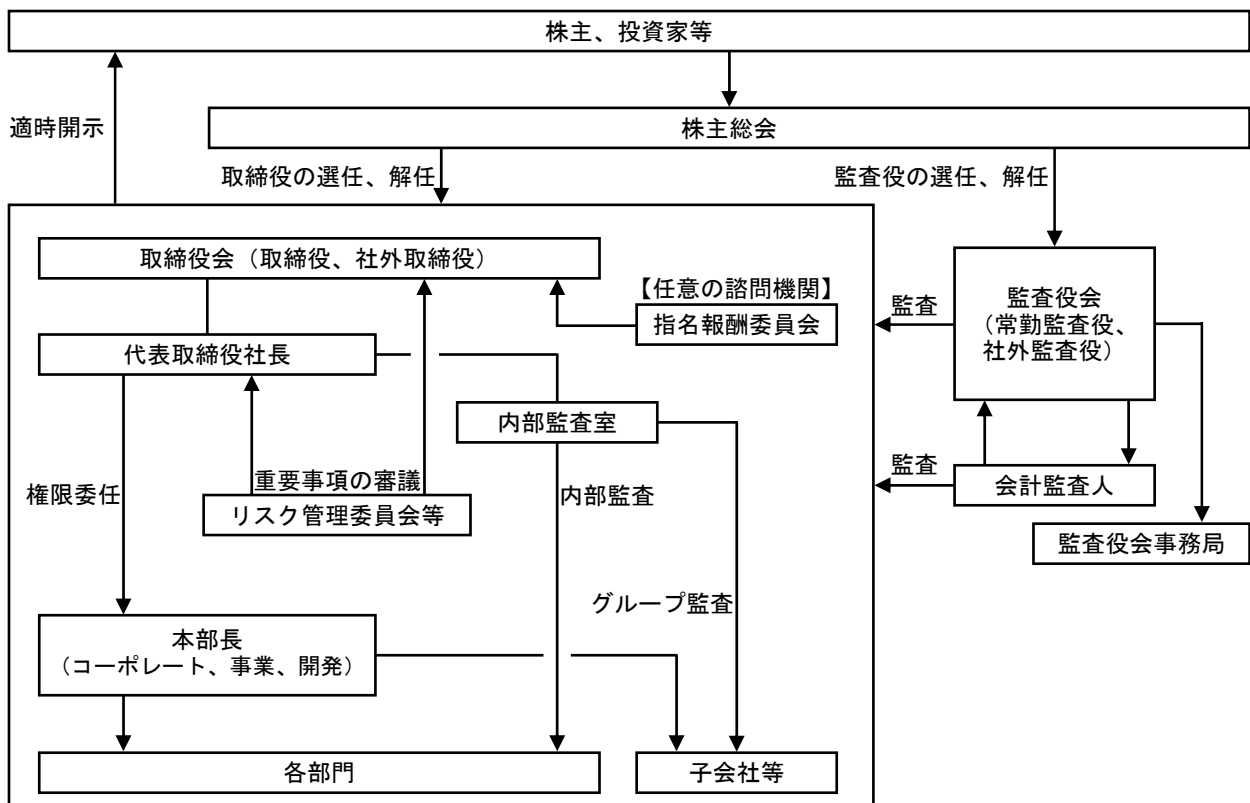 株主、投資家等
適時開示
株主総会
取締役の選任、解任
監査役の選任、解任
取締役会（取締役、社外取締役）
【任意の諮問機関】
指名報酬委員会
監査
監査役会
（常勤監査役、
社外監査役）
代表取締役社長
内部監査室
重要事項の審議
リスク管理委員会等
権限委任
内部監査
監査
会計監査人
監査役会事務局
グループ監査
本部長
（コーポレート、事業、開発）
各部門
子会社等